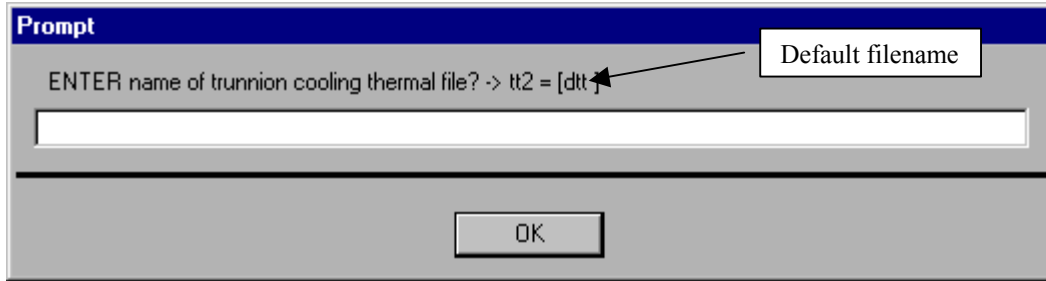 Prompt
Default filename
ENTER name of trunnion cooling thermal file? -> tt2 = [dtt ]
OK